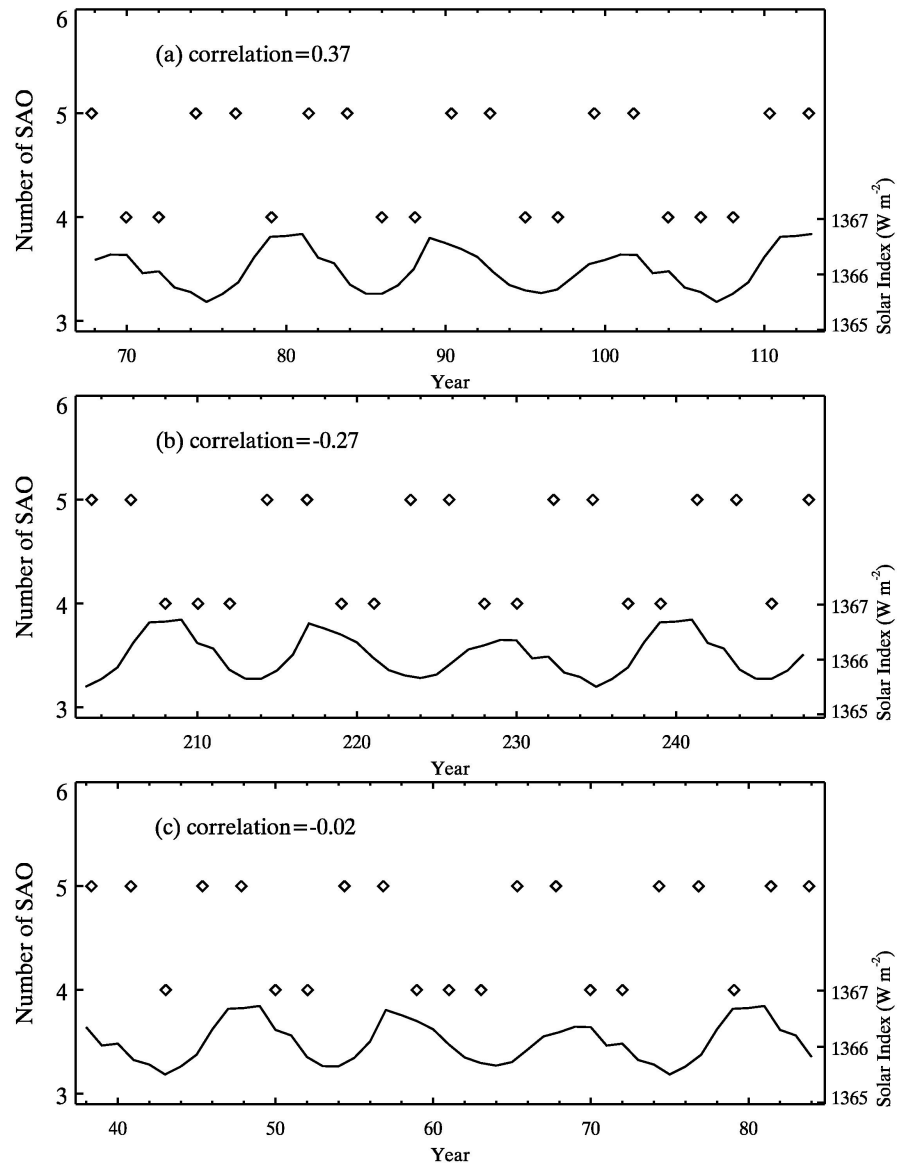 (a) correlation=0.37
Number of SAO
6
5
4
3
1367
1366
1365
Solar Index (W m-2)
70 80 90 100 110
Year
(b) correlation=-0.27
Number of SAO
6
5
4
3
1367
1366
1365
Solar Index (W m-2)
210 220 230 240
Year
(c) correlation=-0.02
Number of SAO
6
5
4
3
1367
1366
1365
Solar Index (W m-2)
40 50 60 70 80
Year